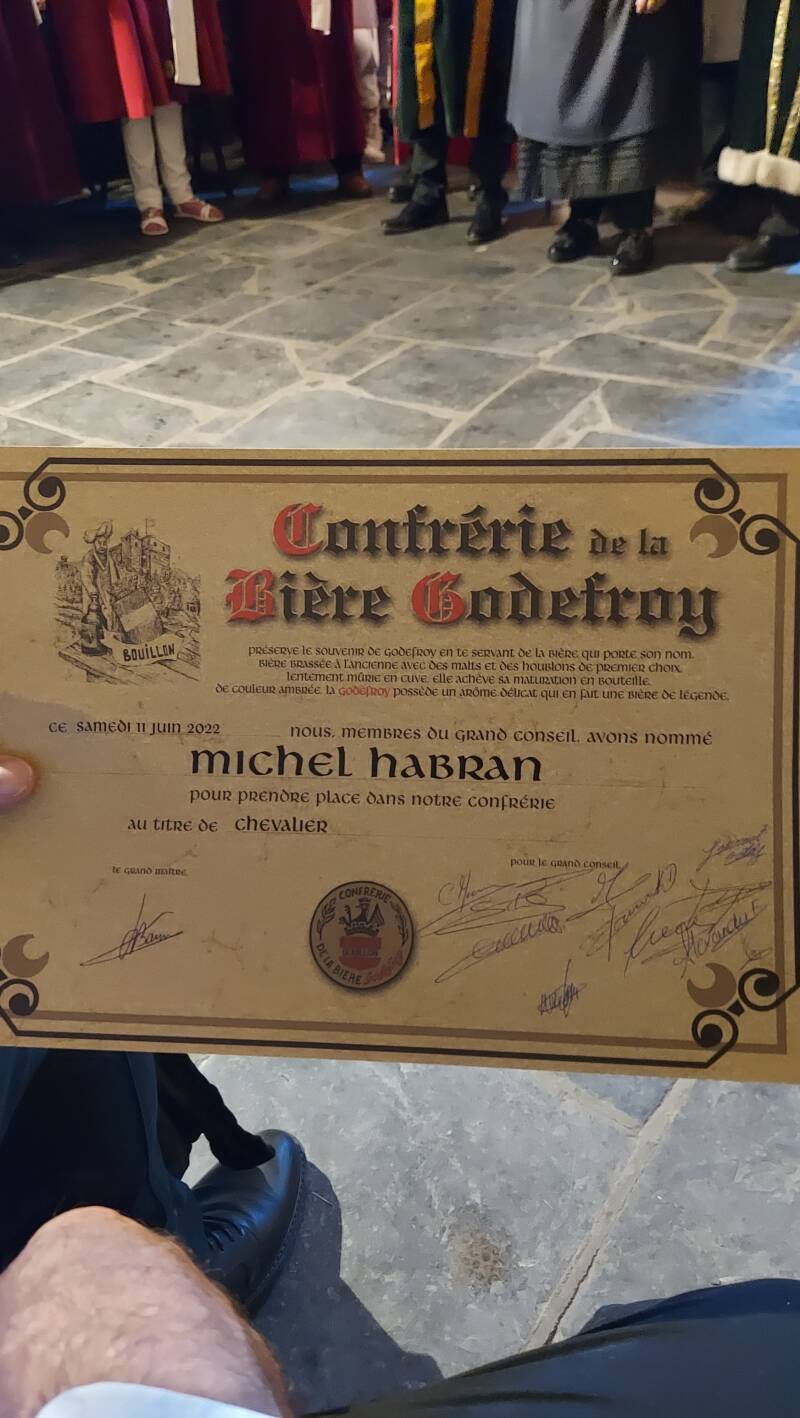 Confrérie de la
Bière Godefroy
BOUILLON
PRÉSERVE LE SOUVENIR DE GODEFROY EN TE SERVANT DE LA BIÈRE QUI PORTE SON NOM.
BIÈRE BRASSÉE À L'ANCIENNE AVEC DES MALTS ET DES HOUBLONS DE PREMIER CHOIX.
LENTEMENT MÛRIE EN CUVE, ELLE ACHÈVE SA MATURATION EN BOUTEILLE.
DE COULEUR AMBRÉE, LA GODEFROY POSSÈDE UN ARÔME DÉLICAT QUI EN FAIT UNE BIÈRE DE LÉGENDE.
CE SAMEDI 11 JUIN 2022 NOUS, MEMBRES DU GRAND CONSEIL, AVONS NOMMÉ
MICHEL HABRAN
POUR PRENDRE PLACE DANS NOTRE CONFRÉRIE
AU TITRE DE CHEVALIER
LE GRAND MAÎTRE, POUR LE GRAND CONSEIL,
CONFRERIE
DE LA BIERE Godefroy